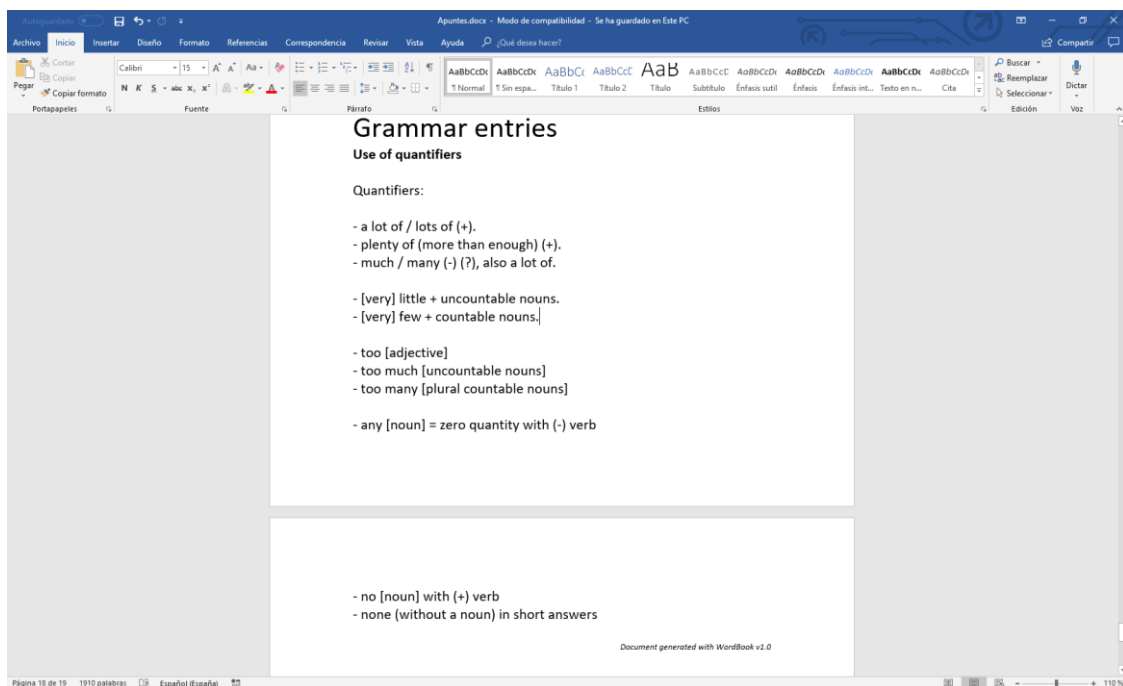 Autoguardado
Apuntes.docx - Modo de compatibilidad - Se ha guardado en Este PC
Archivo Inicio Insertar Diseño Formato Referencias Correspondencia Revisar Vista Ayuda ¿Qué desea hacer? Compartir
Pegar
Cortar
Copiar
Copiar formato
Portapapeles
Calibri 15
N K S abc x, x'
Fuente
Párrafo
AaBbCcDc AaBbCcDc AaBbCc AaBbCcC AaB AaBbCcC AaBbCcDc AaBbCcDc AaBbCcDc AaBbCcDc AaBbCcDc
¶ Normal ¶ Sin espa... Título 1 Título 2 Título Subtítulo Énfasis sutil Énfasis Énfasis int... Texto en n... Cita
Estilos
Buscar
Reemplazar
Seleccionar
Edición
Dictar
Voz
Grammar entries
Use of quantifiers
Quantifiers:
- a lot of / lots of (+).
- plenty of (more than enough) (+).
- much / many (-) (?), also a lot of.
- [very] little + uncountable nouns.
- [very] few + countable nouns.
- too [adjective]
- too much [uncountable nouns]
- too many [plural countable nouns]
- any [noun] = zero quantity with (-) verb
- no [noun] with (+) verb
- none (without a noun) in short answers
Document generated with WordBook v1.0
Página 18 de 19 1910 palabras Español (España) 110 %